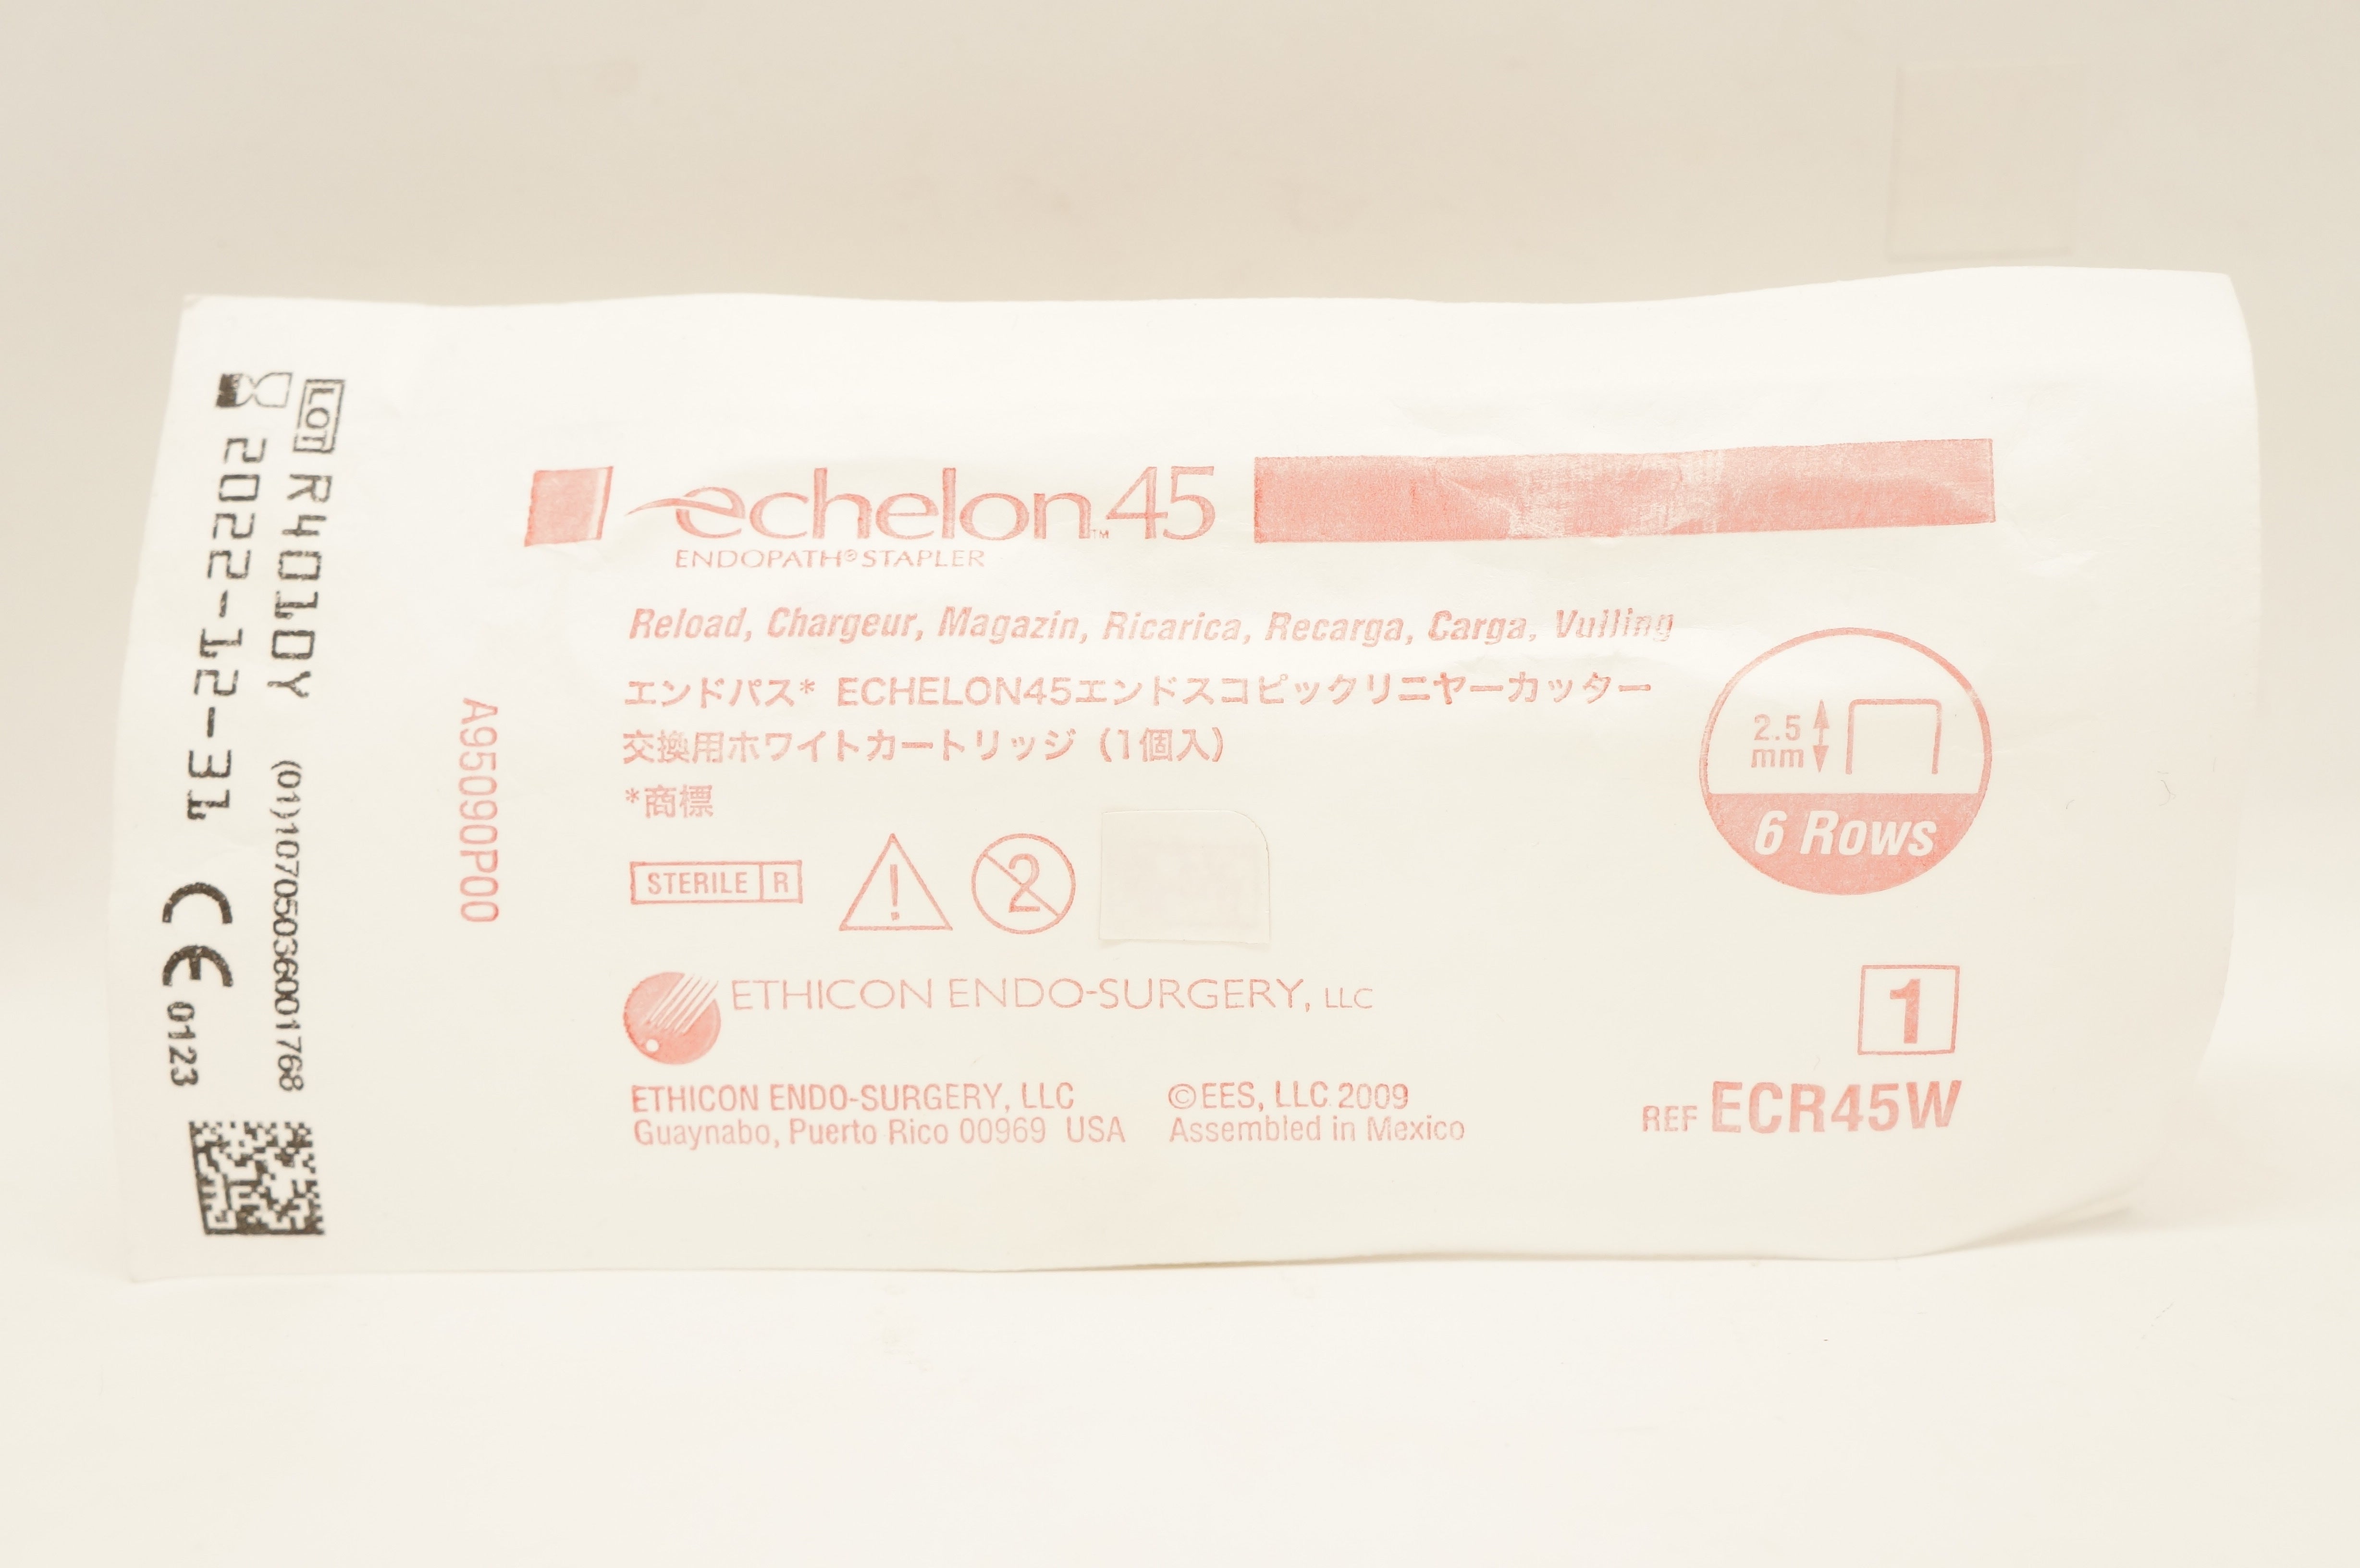 LOT R4010Y (01)10705036001768
2022-12-31 CE 0123
A95090P00
echelon™ 45
ENDOPATH® STAPLER
Reload, Chargeur, Magazin, Ricarica, Recarga, Carga, Vulling
エンドパス* ECHELON45エンドスコピックリニヤーカッター
交換用ホワイトカートリッジ（1個入）
*商標
2.5
mm
6 Rows
STERILE R
!
2
ETHICON ENDO-SURGERY, LLC
1
ETHICON ENDO-SURGERY, LLC
Guaynabo, Puerto Rico 00969 USA
©EES, LLC 2009
Assembled in Mexico
REF ECR45W